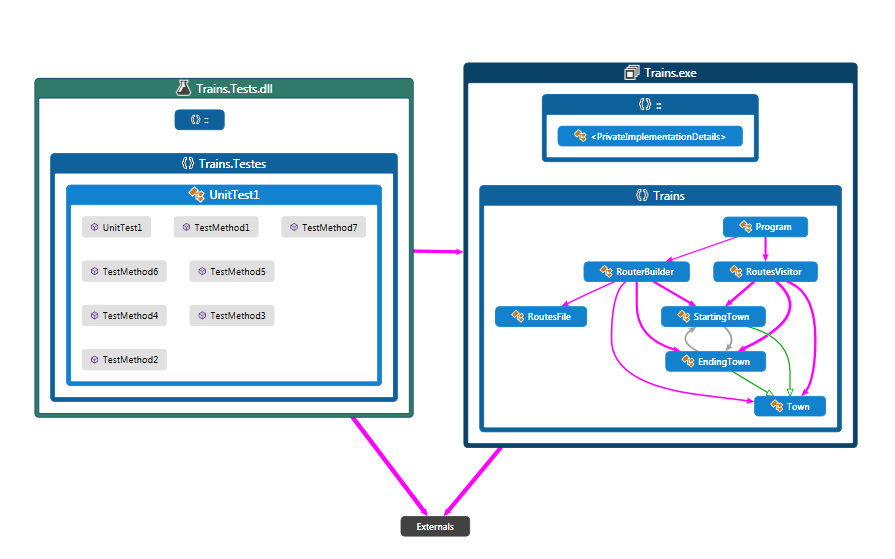 Trains.Tests.dll
::
Trains.Testes
UnitTest1
UnitTest1
TestMethod1
TestMethod7
TestMethod6
TestMethod5
TestMethod4
TestMethod3
TestMethod2
Trains.exe
::
<PrivateImplementationDetails>
Trains
Program
RouterBuilder
RoutesVisitor
RoutesFile
StartingTown
EndingTown
Town
Externals